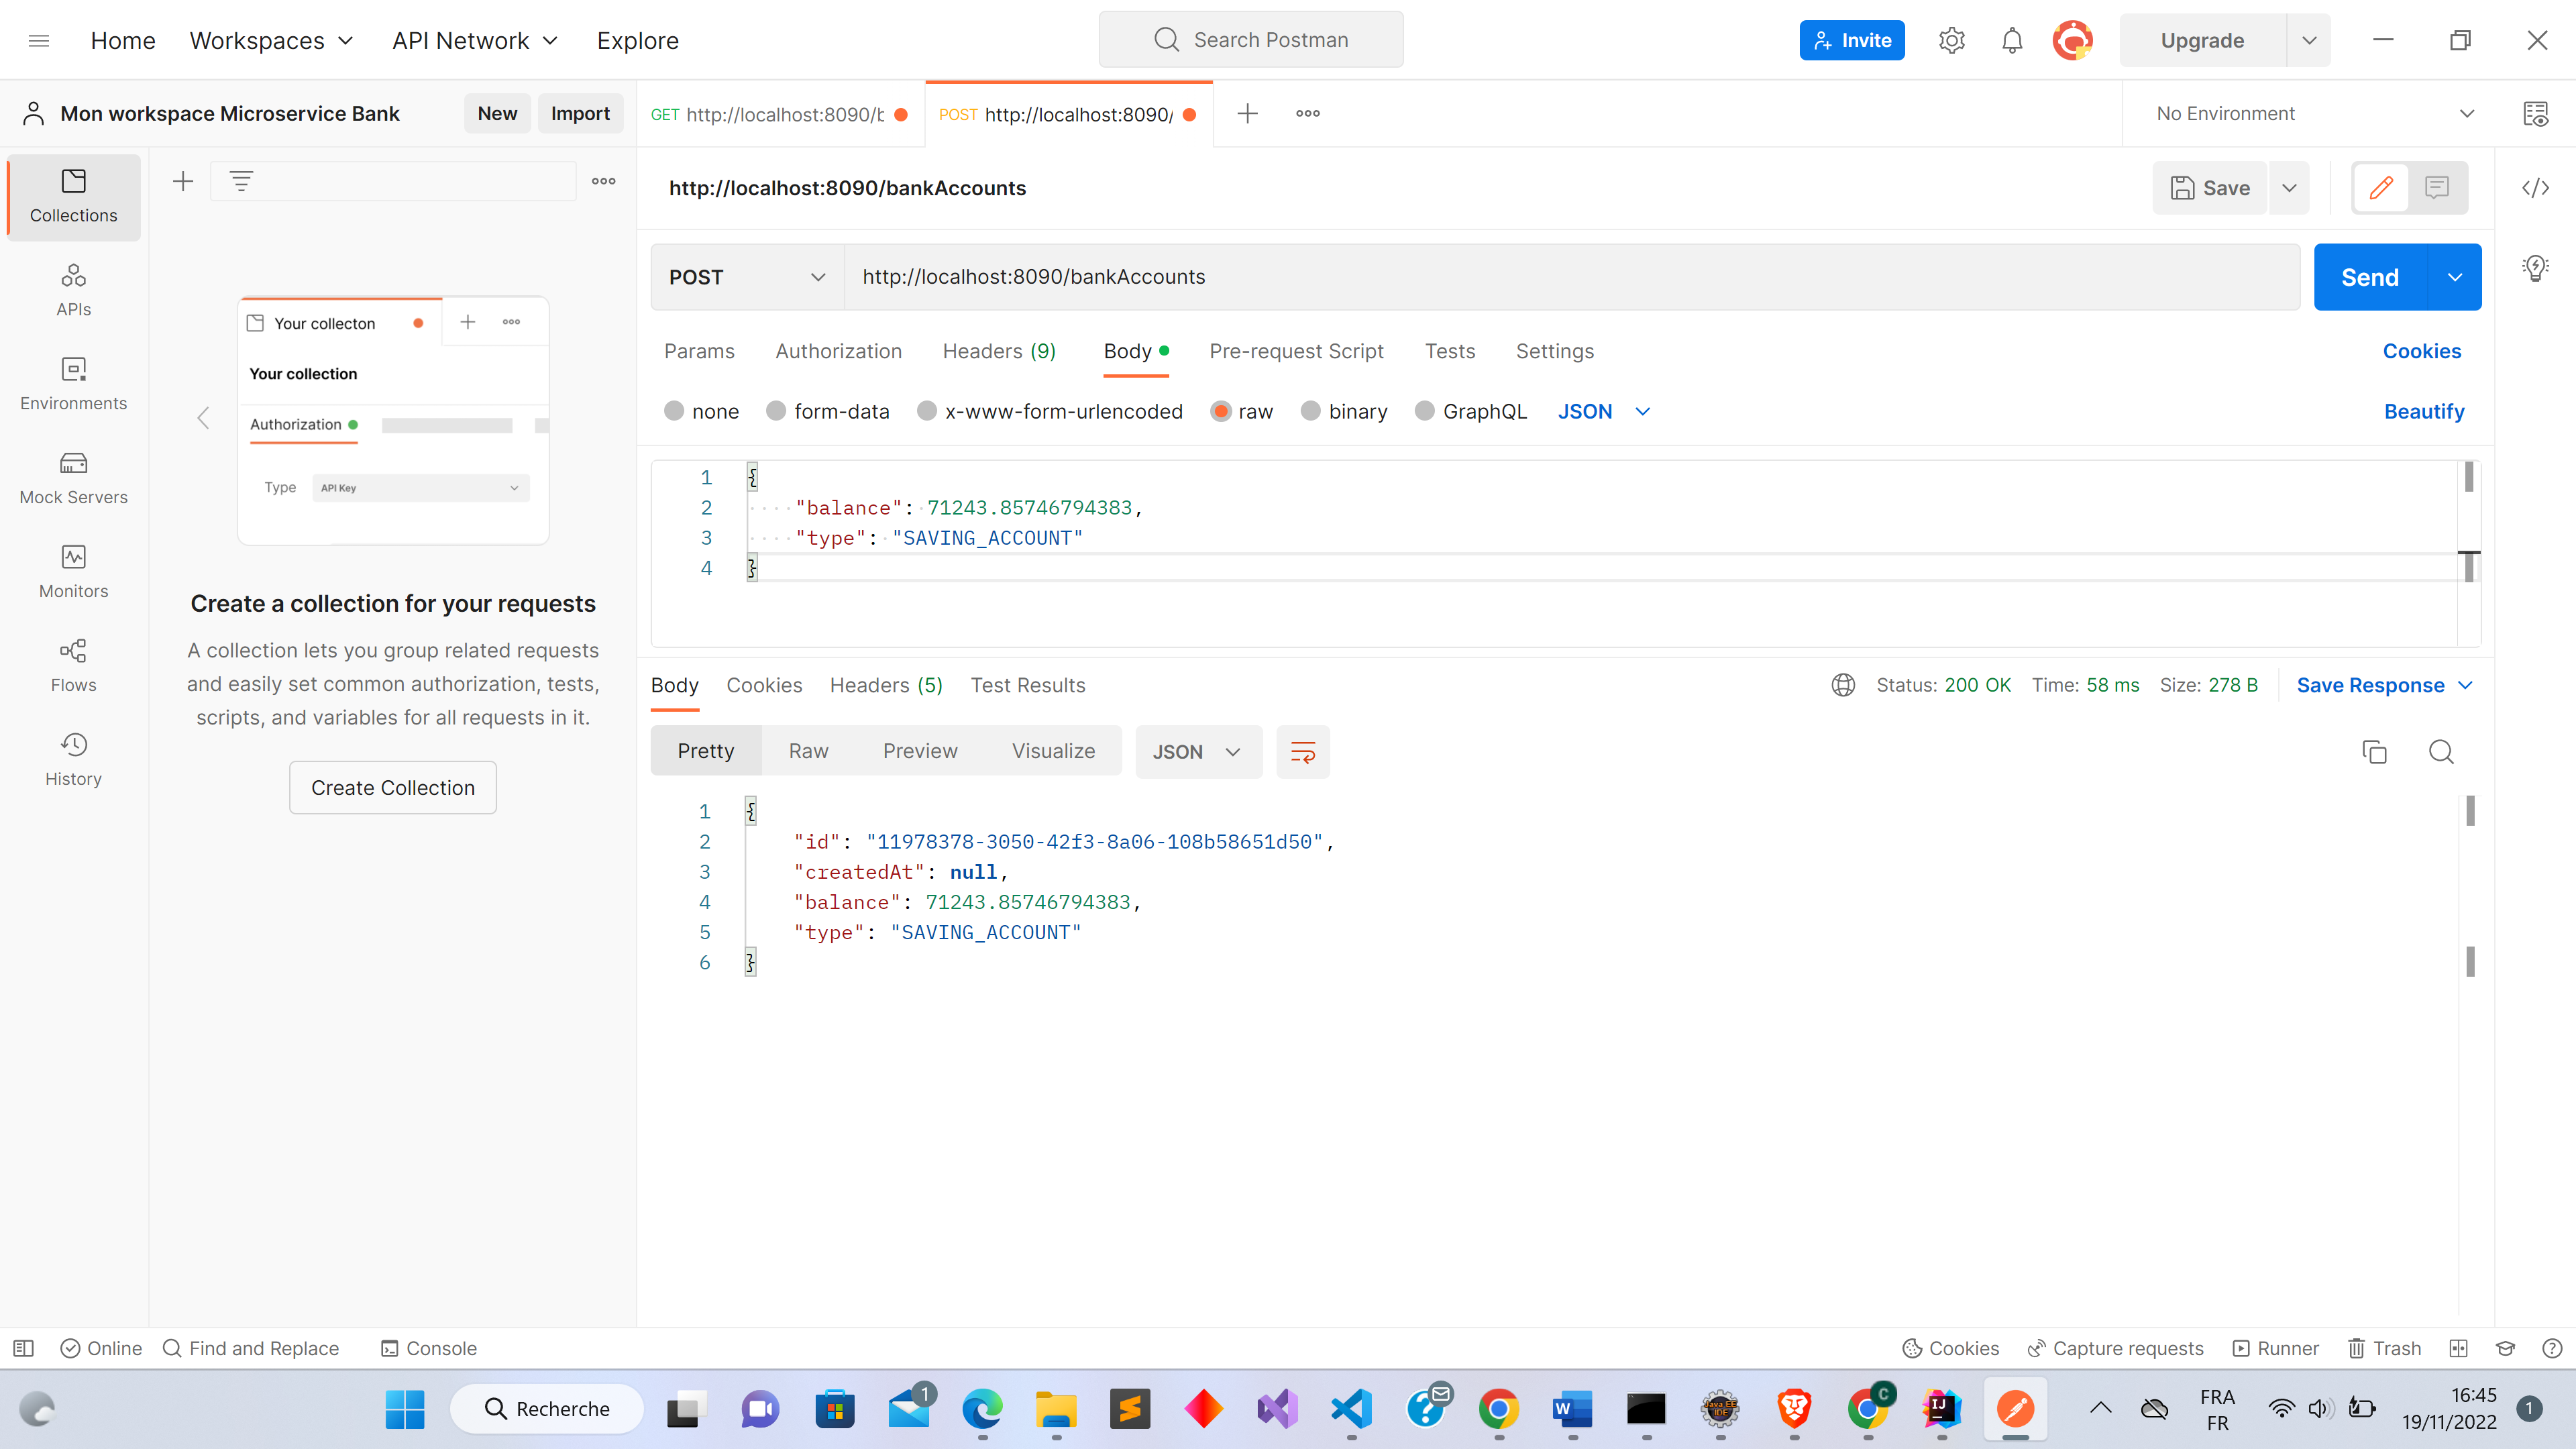 Home Workspaces API Network Explore Search Postman Invite Upgrade
Mon workspace Microservice Bank New Import GET http://localhost:8090/b POST http://localhost:8090/ No Environment
Collections
APIs
Environments
Mock Servers
Monitors
Flows
History
Your collecton
Your collection
Authorization
Type API Key
Create a collection for your requests
A collection lets you group related requests
and easily set common authorization, tests,
scripts, and variables for all requests in it.
Create Collection
http://localhost:8090/bankAccounts Save
POST http://localhost:8090/bankAccounts Send
Params Authorization Headers (9) Body Pre-request Script Tests Settings Cookies
none form-data x-www-form-urlencoded raw binary GraphQL JSON Beautify
1 {
2 "balance": 71243.85746794383,
3 "type": "SAVING_ACCOUNT"
4 }
Body Cookies Headers (5) Test Results Status: 200 OK Time: 58 ms Size: 278 B Save Response
Pretty Raw Preview Visualize JSON
1 {
2 "id": "11978378-3050-42f3-8a06-108b58651d50",
3 "createdAt": null,
4 "balance": 71243.85746794383,
5 "type": "SAVING_ACCOUNT"
6 }
Online Find and Replace Console Cookies Capture requests Runner Trash
Recherche 1 W Java EE IDE C IJ FRA 16:45
FR 19/11/2022 1